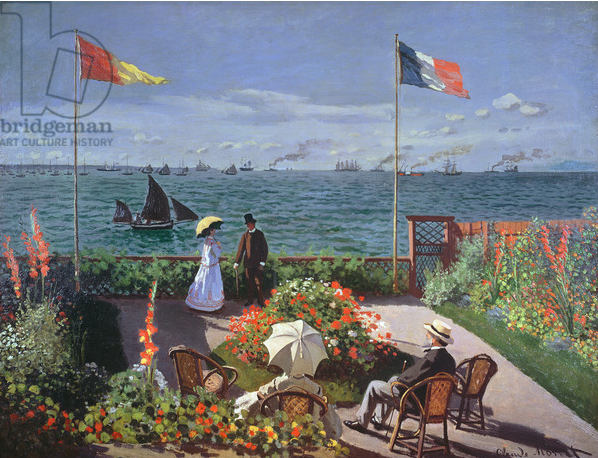 bridgeman
ART CULTURE HISTORY
Claude Monet